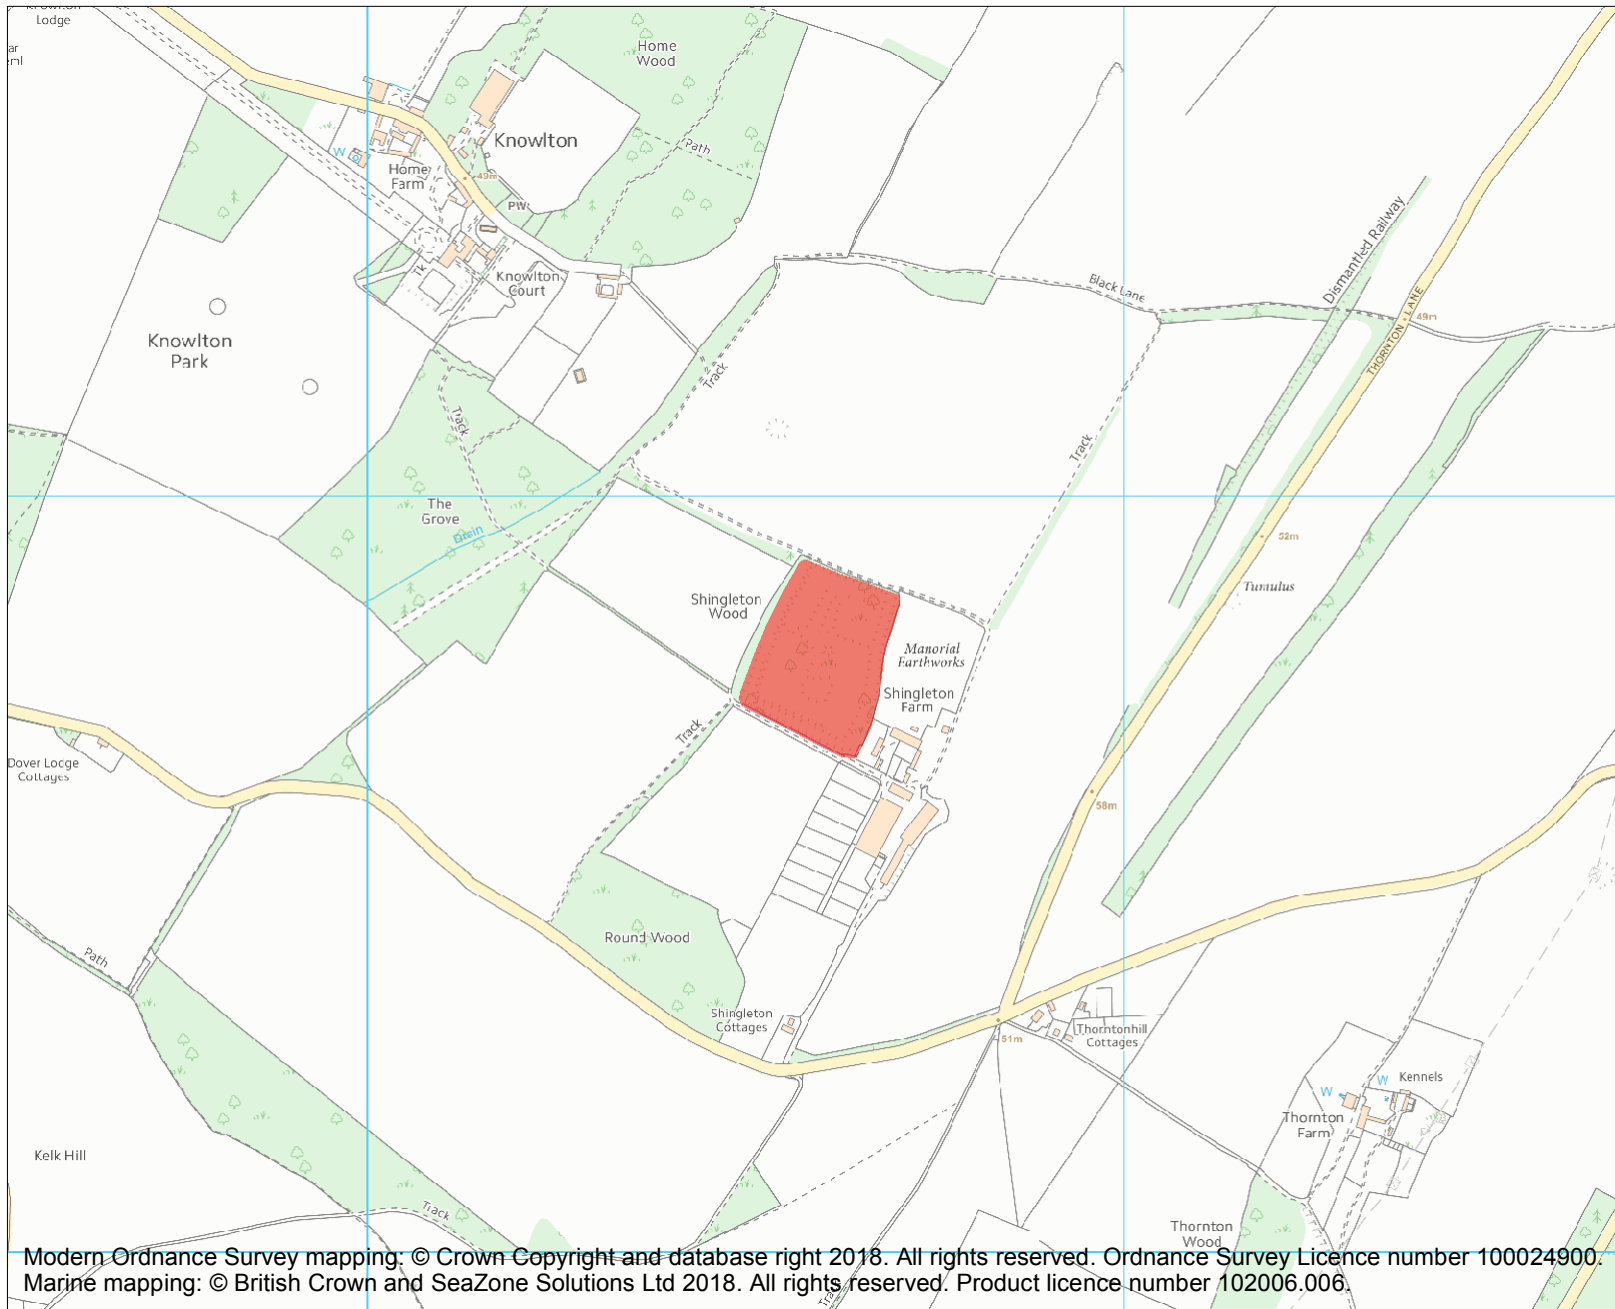 Lodge
Home
Wood
Knowlton
Path
W
Home
Farm
49m
PW
Tk
Knowlton
Court
Black Lane
Dismantled Railway
THORNTON LANE
49m
Knowlton
Park
Track
Track
Track
The
Grove
Drain
52m
Tumulus
Shingleton
Wood
Manorial
Earthworks
Shingleton
Farm
Track
Dover Lodge
Cottages
58m
Round Wood
Path
Shingleton
Cottages
51m
Thorntonhill
Cottages
W
W
Kennels
Thornton
Farm
Kelk Hill
Track
Thornton
Wood
Modern Ordnance Survey mapping: © Crown Copyright and database right 2018. All rights reserved. Ordnance Survey Licence number 100024900.
Marine mapping: © British Crown and SeaZone Solutions Ltd 2018. All rights reserved. Product licence number 102006.006.